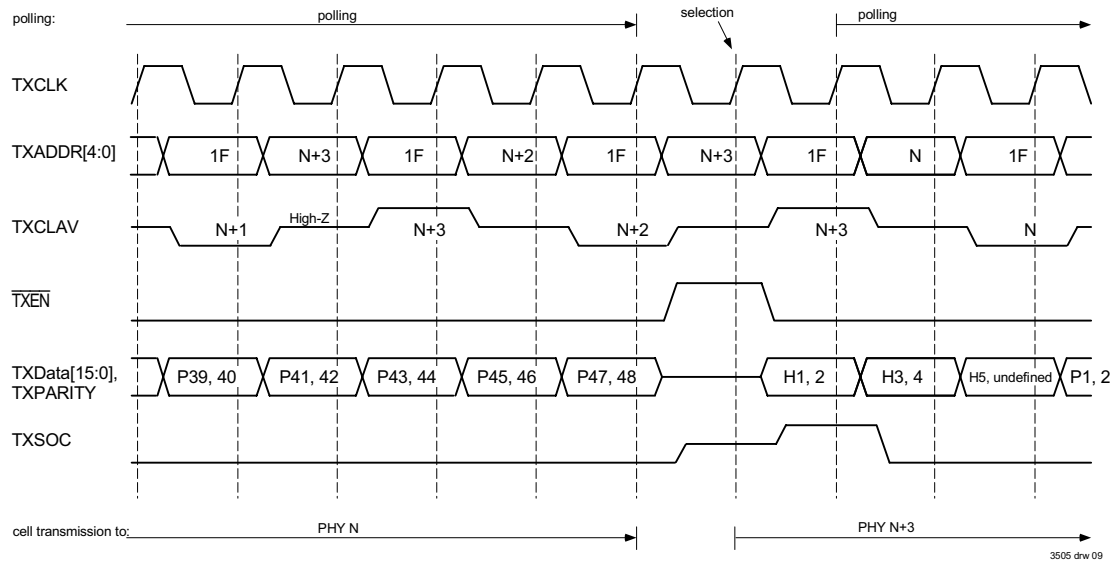 polling: polling selection polling
TXCLK
TXADDR[4:0] 1F N+3 1F N+2 1F N+3 1F N 1F
TXCLAV N+1 High-Z N+3 N+2 N+3 N
TXEN
TXData[15:0], TXPARITY P39, 40 P41, 42 P43, 44 P45, 46 P47, 48 H1, 2 H3, 4 H5, undefined P1, 2
TXSOC
cell transmission to: PHY N PHY N+3
3505 drw 09